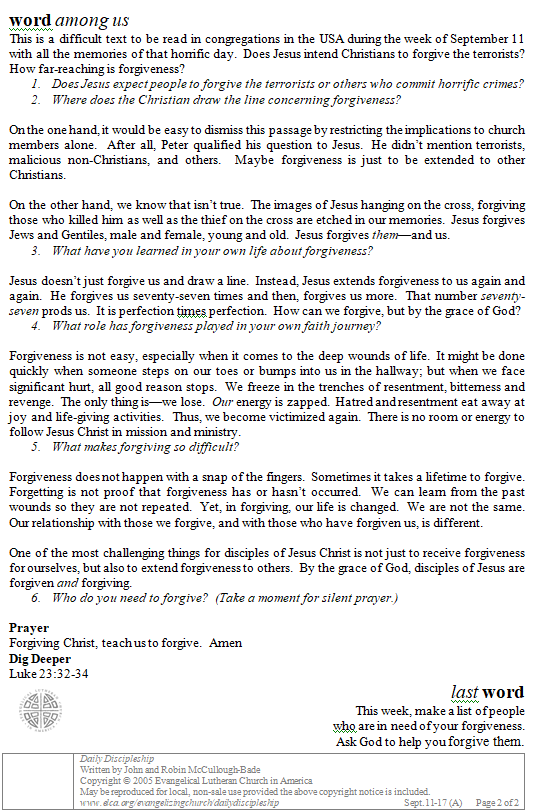 word among us
This is a difficult text to be read in congregations in the USA during the week of September 11
with all the memories of that horrific day. Does Jesus intend Christians to forgive the terrorists?
How far-reaching is forgiveness?
1. Does Jesus expect people to forgive the terrorists or others who commit horrific crimes?
2. Where does the Christian draw the line concerning forgiveness?
On the one hand, it would be easy to dismiss this passage by restricting the implications to church
members alone. After all, Peter qualified his question to Jesus. He didn't mention terrorists,
malicious non-Christians, and others. Maybe forgiveness is just to be extended to other
Christians.
On the other hand, we know that isn't true. The images of Jesus hanging on the cross, forgiving
those who killed him as well as the thief on the cross are etched in our memories. Jesus forgives
Jews and Gentiles, male and female, young and old. Jesus forgives them—and us.
3. What have you learned in your own life about forgiveness?
Jesus doesn't just forgive us and draw a line. Instead, Jesus extends forgiveness to us again and
again. He forgives us seventy-seven times and then, forgives us more. That number seventy-
seven prods us. It is perfection times perfection. How can we forgive, but by the grace of God?
4. What role has forgiveness played in your own faith journey?
Forgiveness is not easy, especially when it comes to the deep wounds of life. It might be done
quickly when someone steps on our toes or bumps into us in the hallway; but when we face
significant hurt, all good reason stops. We freeze in the trenches of resentment, bitterness and
revenge. The only thing is—we lose. Our energy is zapped. Hatred and resentment eat away at
joy and life-giving activities. Thus, we become victimized again. There is no room or energy to
follow Jesus Christ in mission and ministry.
5. What makes forgiving so difficult?
Forgiveness does not happen with a snap of the fingers. Sometimes it takes a lifetime to forgive.
Forgetting is not proof that forgiveness has or hasn't occurred. We can learn from the past
wounds so they are not repeated. Yet, in forgiving, our life is changed. We are not the same.
Our relationship with those we forgive, and with those who have forgiven us, is different.
One of the most challenging things for disciples of Jesus Christ is not just to receive forgiveness
for ourselves, but also to extend forgiveness to others. By the grace of God, disciples of Jesus are
forgiven and forgiving.
6. Who do you need to forgive? (Take a moment for silent prayer.)
Prayer
Forgiving Christ, teach us to forgive. Amen
Dig Deeper
Luke 23:32-34
last word
This week, make a list of people
who are in need of your forgiveness.
Ask God to help you forgive them.
Daily Discipleship
Written by John and Robin McCullough-Bade
Copyright © 2005 Evangelical Lutheran Church in America
May be reproduced for local, non-sale use provided the above copyright notice is included.
www.elca.org/evangelizingchurch/dailydiscipleship Sept. 11-17 (A) Page 2 of 2